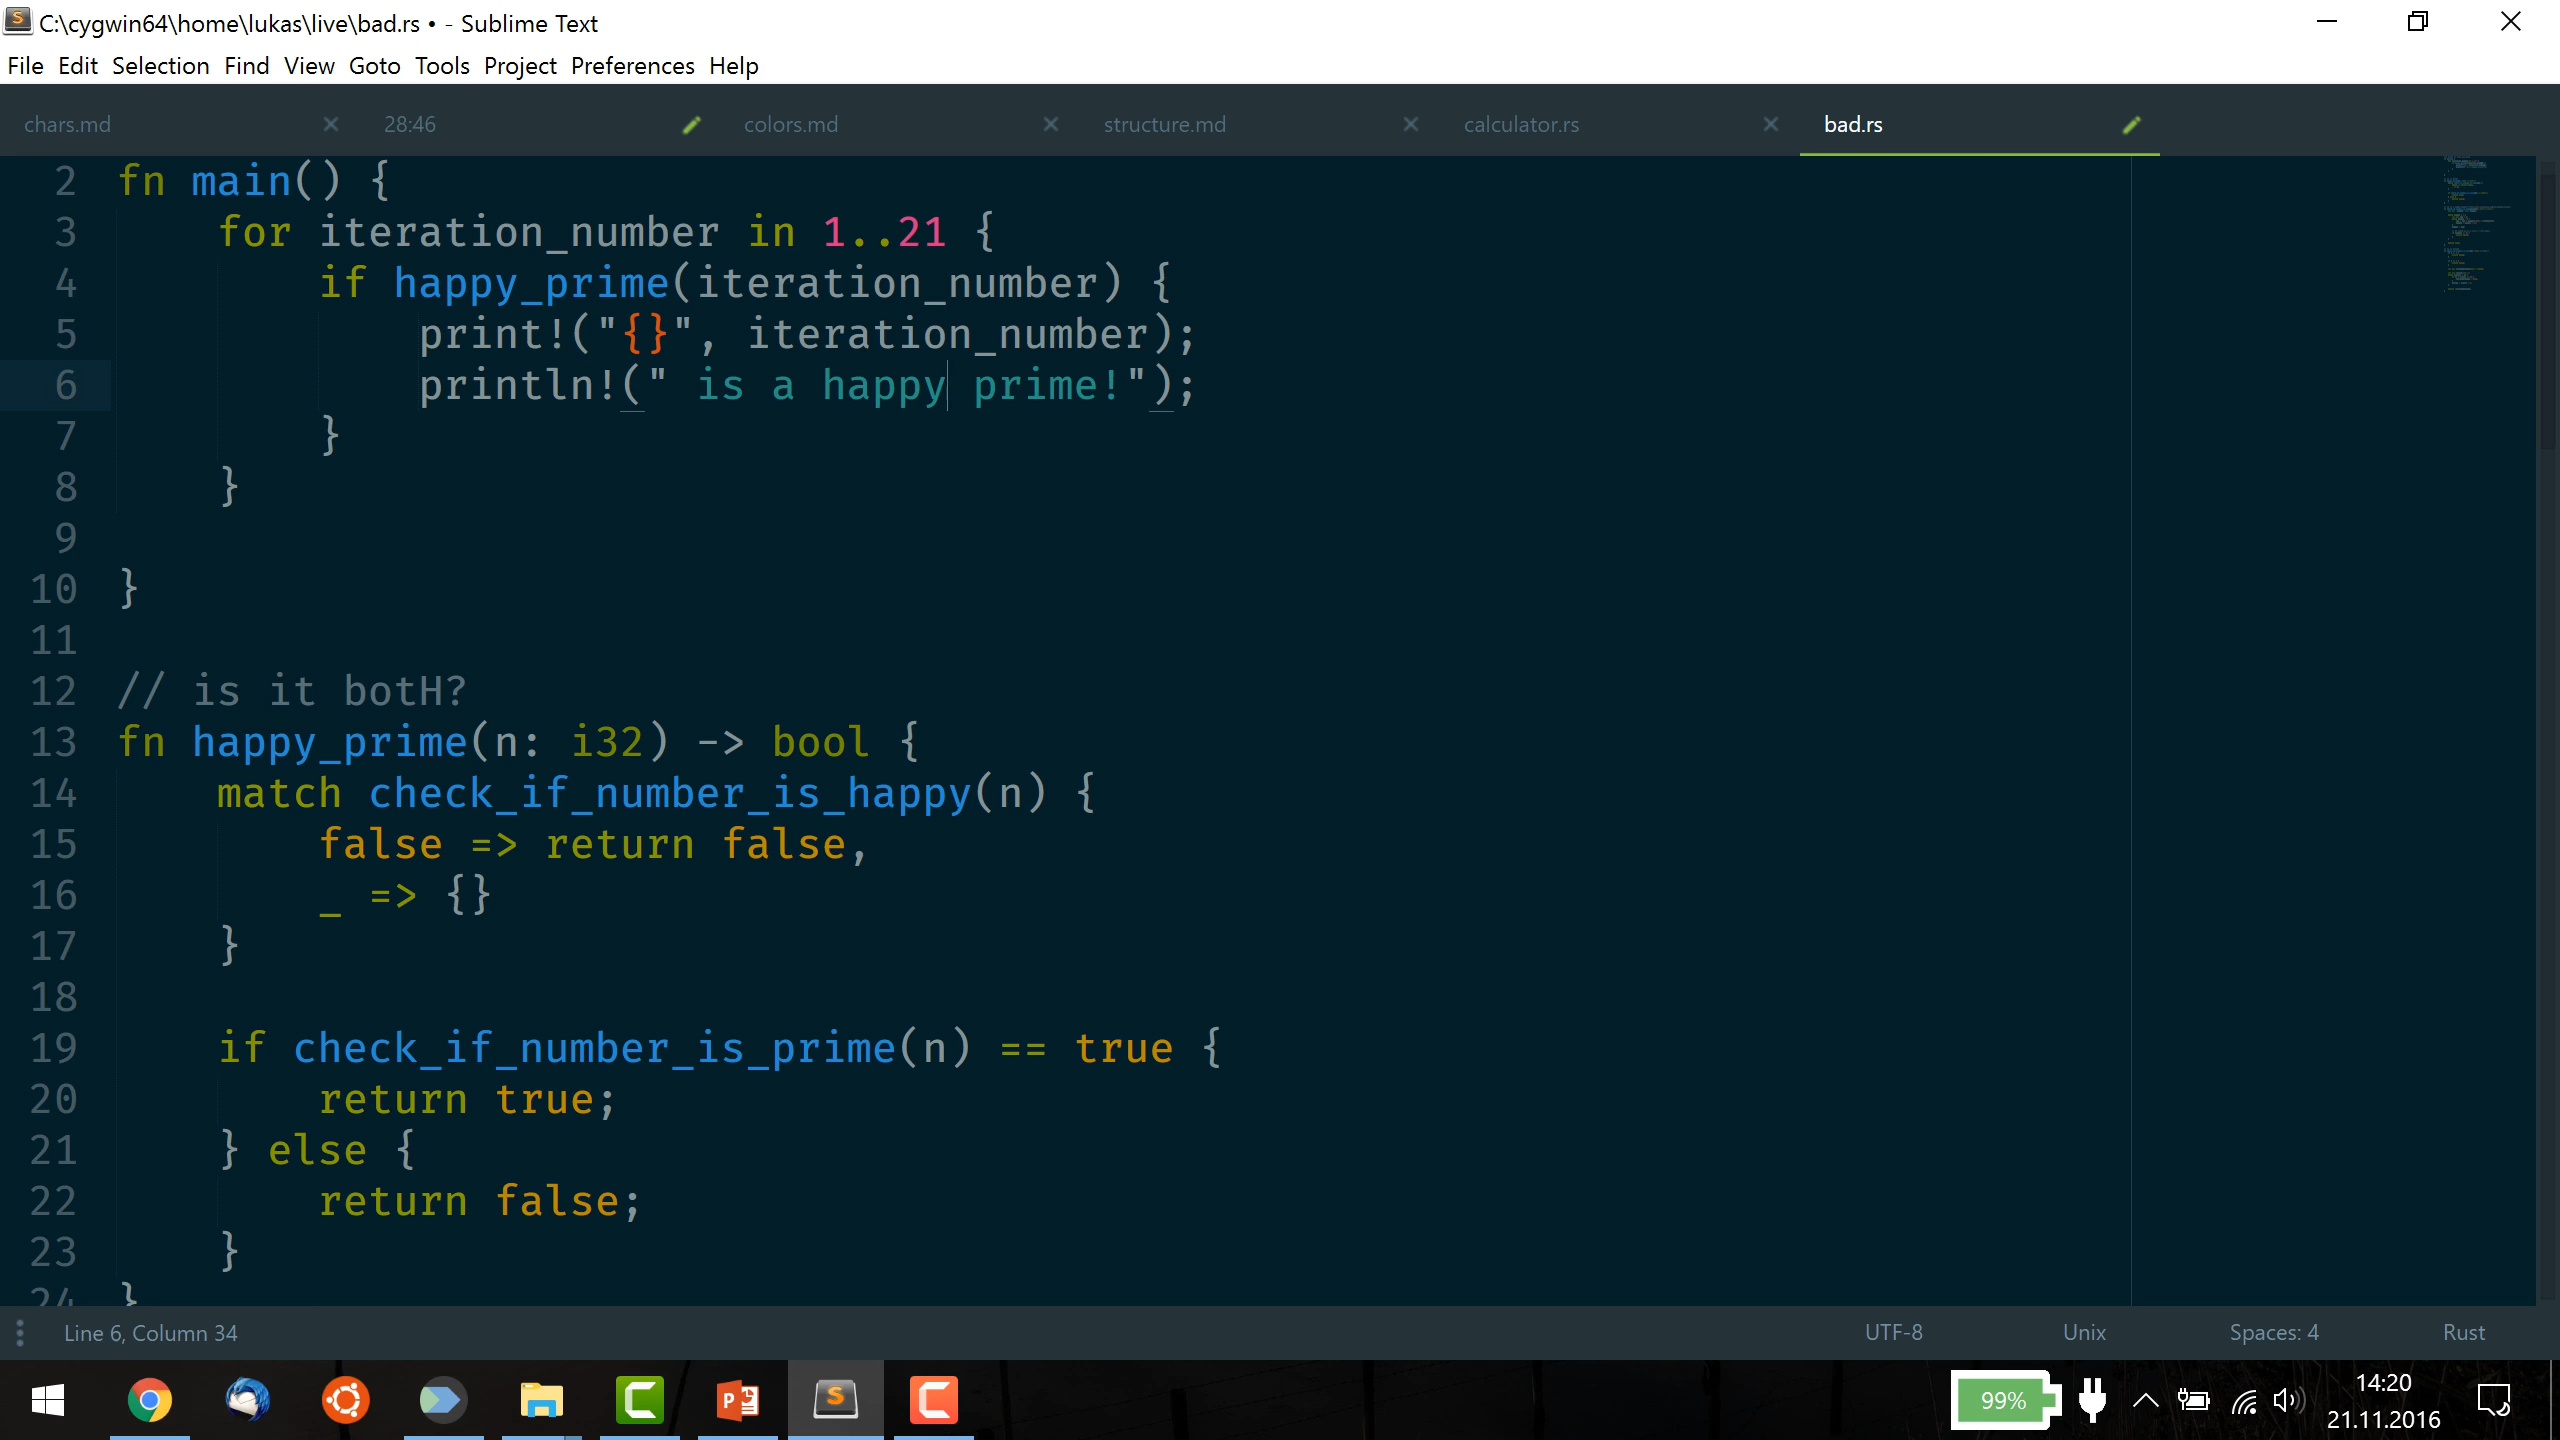 C:\cygwin64\home\lukas\live\bad.rs • - Sublime Text
File Edit Selection Find View Goto Tools Project Preferences Help
chars.md 28:46 colors.md structure.md calculator.rs bad.rs
2 fn main() {
3     for iteration_number in 1..21 {
4         if happy_prime(iteration_number) {
5             print!("{}", iteration_number);
6             println!(" is a happy prime!");
7         }
8     }
9
10 }
11
12 // is it botH?
13 fn happy_prime(n: i32) -> bool {
14     match check_if_number_is_happy(n) {
15         false => return false,
16         _ => {}
17     }
18
19     if check_if_number_is_prime(n) == true {
20         return true;
21     } else {
22         return false;
23     }
24 }
Line 6, Column 34 UTF-8 Unix Spaces: 4 Rust
99% 14:20
21.11.2016